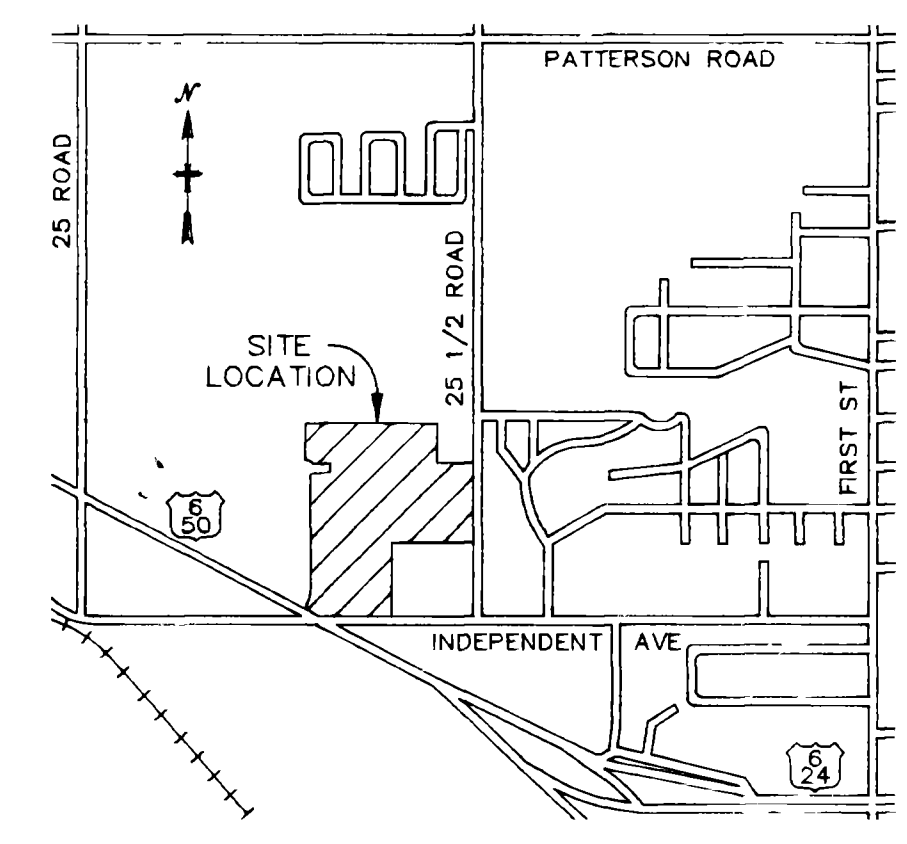 PATTERSON ROAD
N
25 ROAD
25 1/2 ROAD
SITE
LOCATION
FIRST ST
6
50
INDEPENDENT AVE
6
24